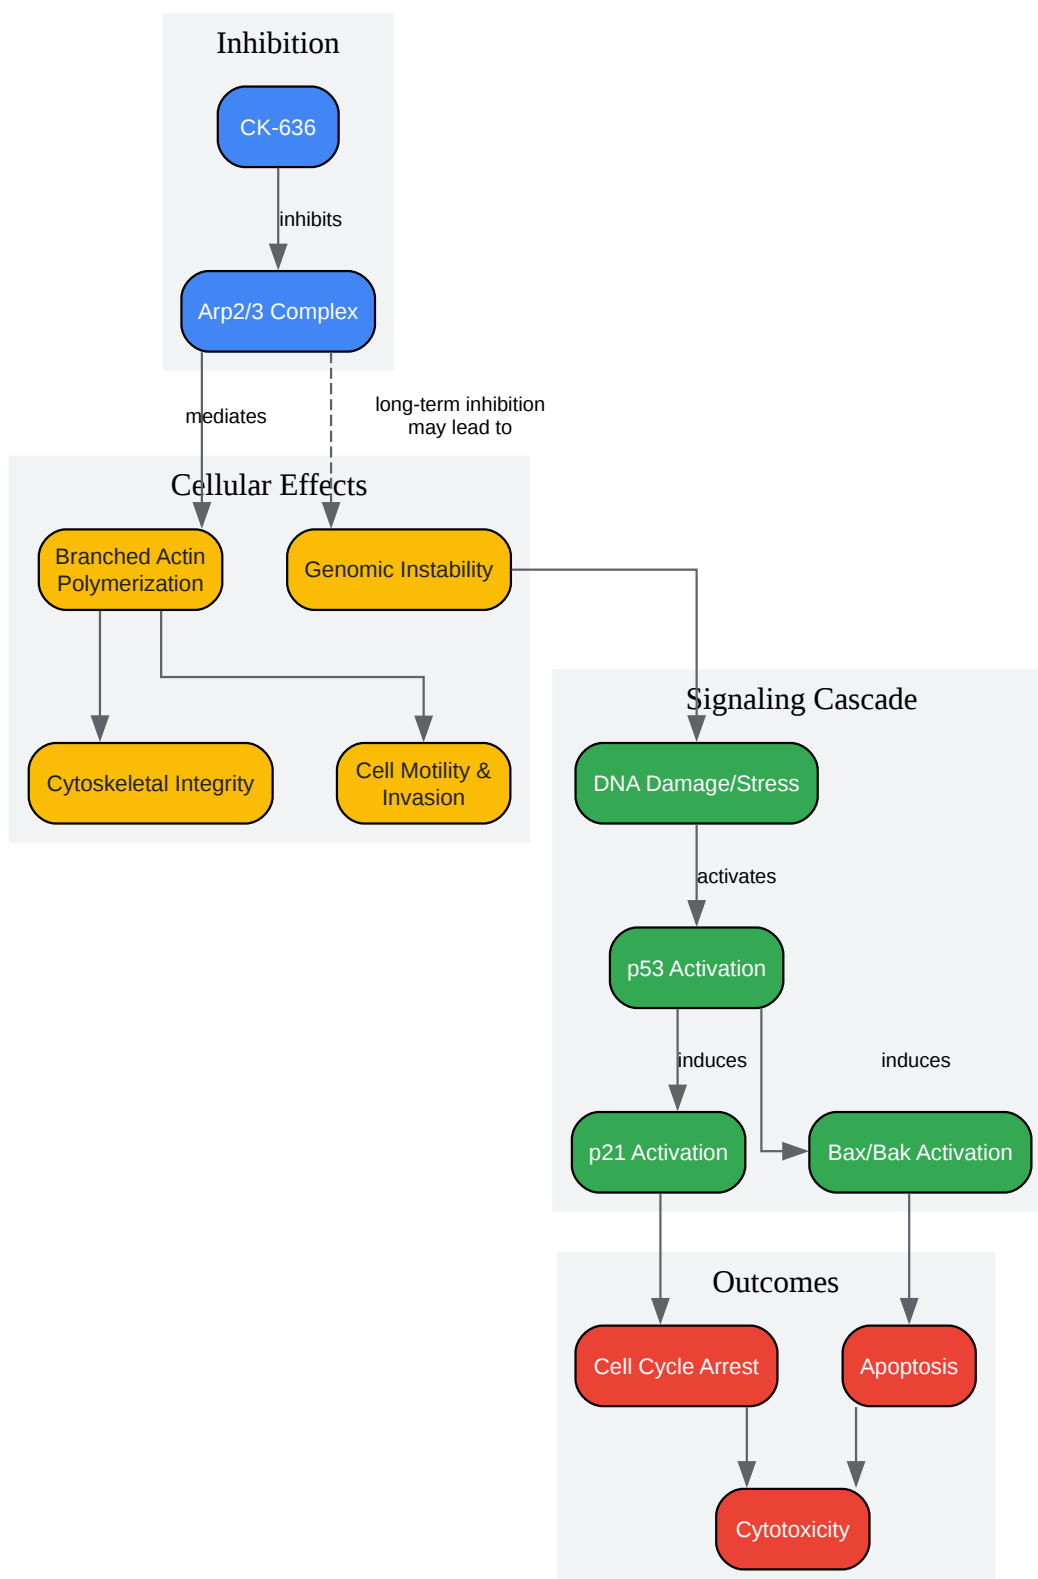 Inhibition
CK-636
inhibits
Arp2/3 Complex
mediates
long-term inhibition
may lead to
Cellular Effects
Branched Actin
Polymerization
Genomic Instability
Cytoskeletal Integrity
Cell Motility &
Invasion
Signaling Cascade
DNA Damage/Stress
activates
p53 Activation
induces
induces
p21 Activation
Bax/Bak Activation
Outcomes
Cell Cycle Arrest
Apoptosis
Cytotoxicity